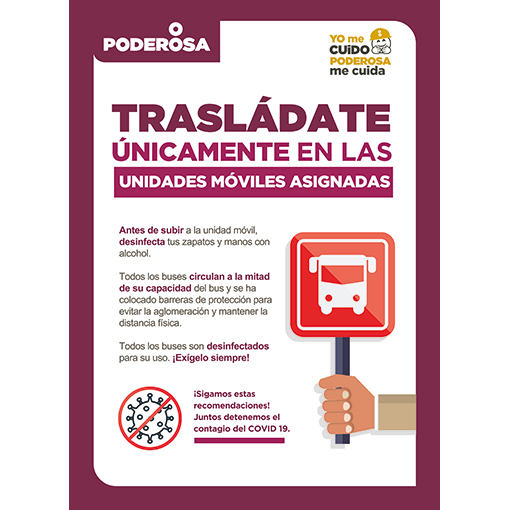 PODEROSA
YO me
CUIDO
PODEROSA
me cuida
TRASLÁDATE
ÚNICAMENTE EN LAS
UNIDADES MÓVILES ASIGNADAS
Antes de subir a la unidad móvil,
desinfecta tus zapatos y manos con
alcohol.
Todos los buses circulan a la mitad
de su capacidad del bus y se ha
colocado barreras de protección para
evitar la aglomeración y mantener la
distancia física.
Todos los buses son desinfectados
para su uso. ¡Exígelo siempre!
¡Sigamos estas
recomendaciones!
Juntos detenemos el
contagio del COVID 19.